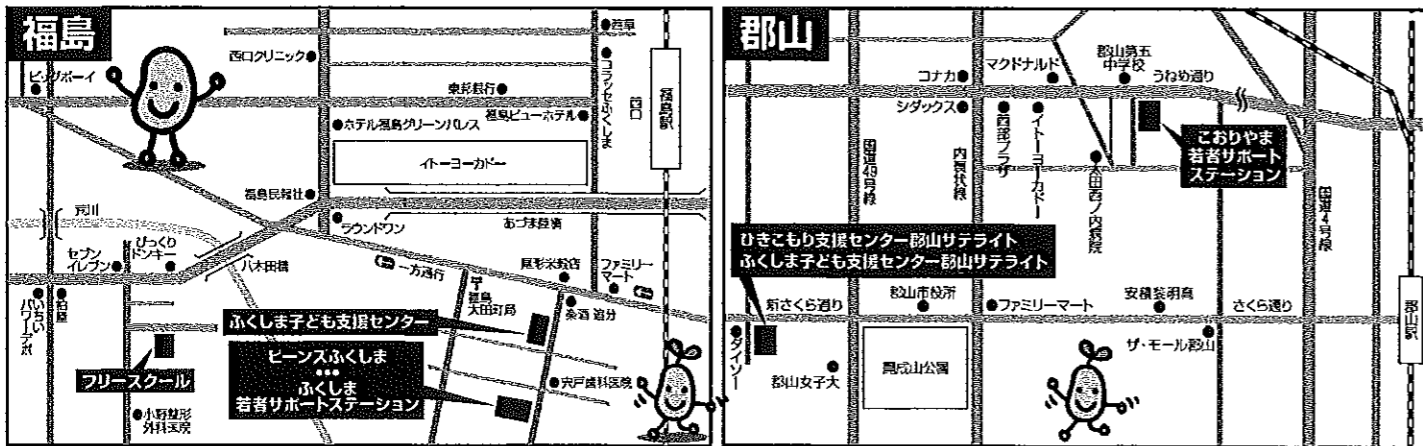 福島
西口クリニック
ビッグボーイ
東邦銀行
コラッセふくしま
西口
福島駅
福島ビューホテル
ホテル福島グリーンパレス
イトーヨーカドー
福島民報社
荒川
ラウンドワン
あづま陸橋
セブン
イレブン
びっくり
ドンキー
八木田橋
一方通行
尾形米穀店
ファミリー
マート
いちい
パワーデポ
柏屋
〒福島
太田町局
ふくしま子ども支援センター
楽酒 追分
ビーンズふくしま
•••
ふくしま
若者サポートステーション
フリースクール
宍戸歯科医院
小野整形
外科医院
郡山
郡山第五
中学校
コナカ
マクドナルド
うねめ通り
シダックス
西部プラザ
イトーヨーカドー
こおりやま
若者サポート
ステーション
国道49号線
内環状線
太田西ノ内病院
国道4号線
ひきこもり支援センター郡山サテライト
ふくしま子ども支援センター郡山サテライト
新さくら通り
郡山市役所
ファミリーマート
安積黎明高
さくら通り
郡山駅
ダイソー
郡山女子大
開成山公園
ザ・モール郡山